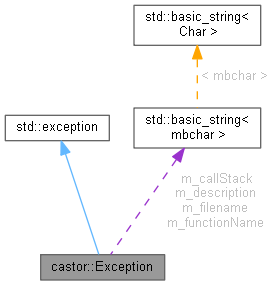 std::basic_string<
Char >
< mbchar >
std::exception
std::basic_string<
mbchar >
m_callStack
m_description
m_filename
m_functionName
castor::Exception